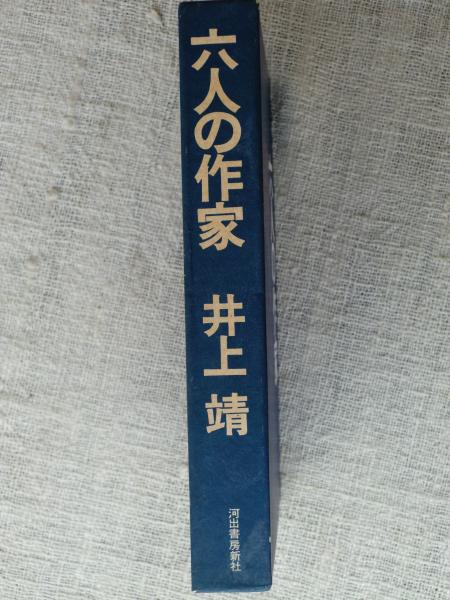 六人の作家
井上 靖
河出書房新社